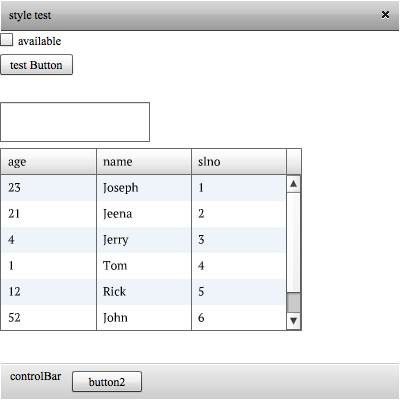 style test
available
test Button
age name slno
23 Joseph 1
21 Jeena 2
4 Jerry 3
1 Tom 4
12 Rick 5
52 John 6
controlBar button2